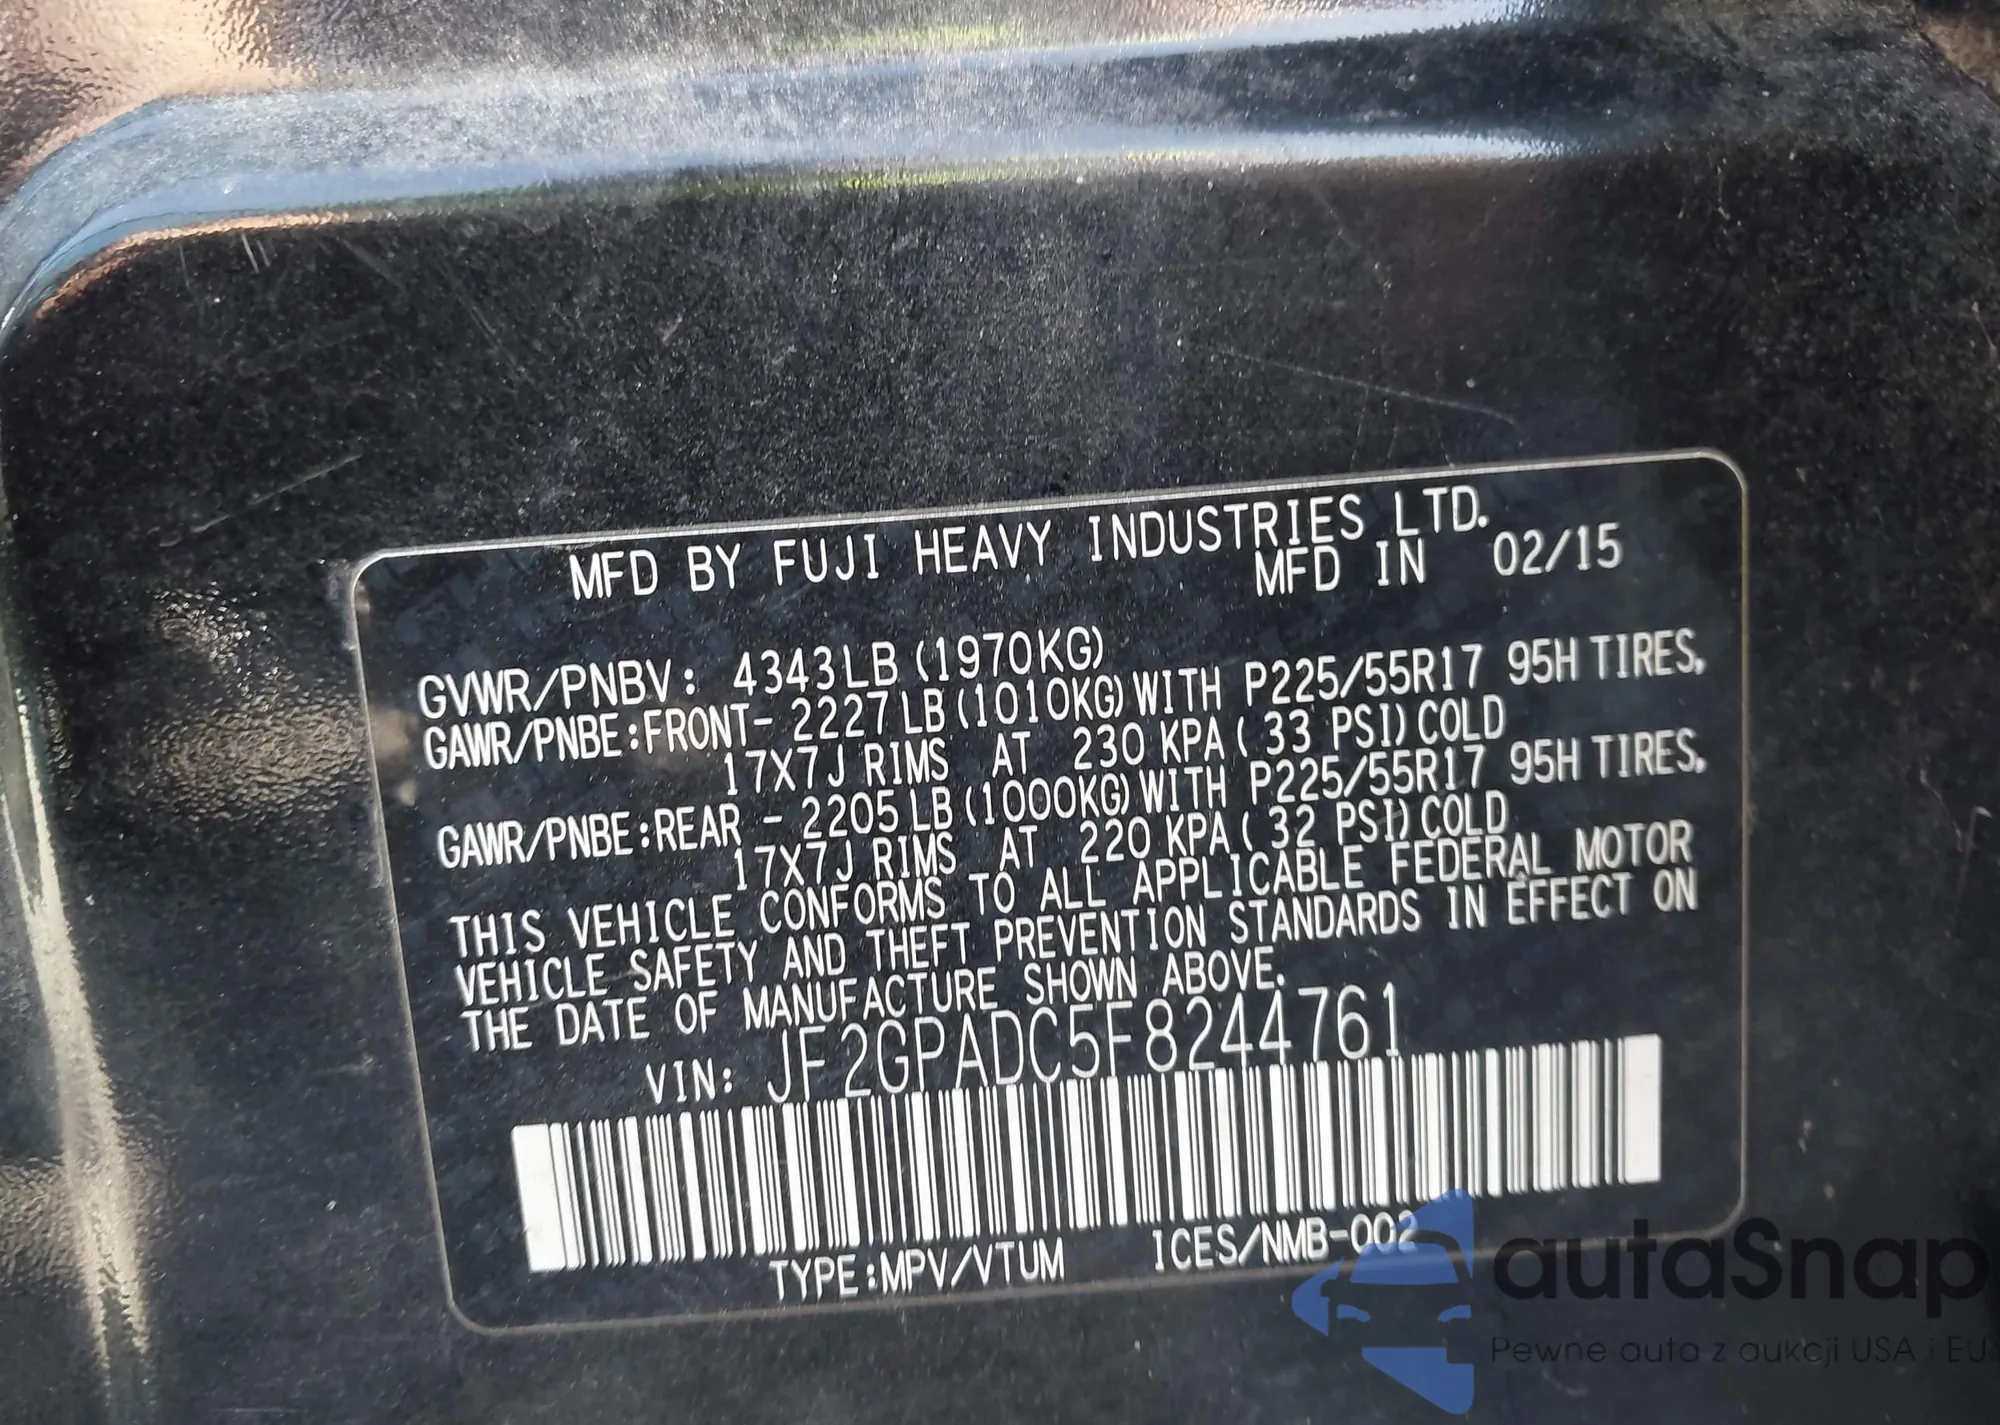 MFD BY FUJI HEAVY INDUSTRIES LTD.
MFD IN 02/15
GVWR/PNBV: 4343LB (1970KG)
GAWR/PNBE:FRONT- 2227LB (1010KG) WITH P225/55R17 95H TIRES,
17X7J RIMS AT 230 KPA ( 33 PSI) COLD
GAWR/PNBE:REAR - 2205LB (1000KG) WITH P225/55R17 95H TIRES,
17X7J RIMS AT 220 KPA ( 32 PSI) COLD
THIS VEHICLE CONFORMS TO ALL APPLICABLE FEDERAL MOTOR
VEHICLE SAFETY AND THEFT PREVENTION STANDARDS IN EFFECT ON
THE DATE OF MANUFACTURE SHOWN ABOVE.
VIN: JF2GPADC5F8244761
TYPE:MPV/VTUM ICES/NMB-002
autaSnap
Pewne auta z aukcji USA i EU